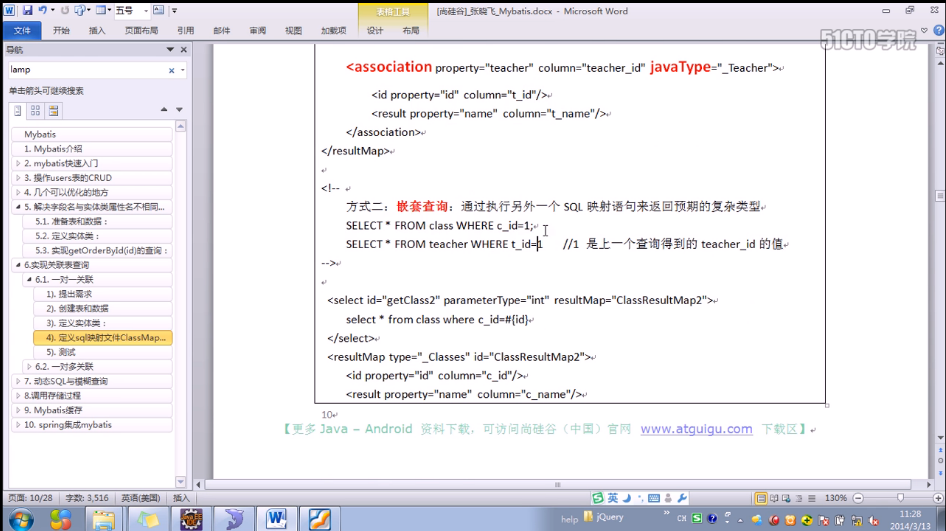 [尚硅谷]_张晓飞_Mybatis.docx - Microsoft Word
五号
表格工具
文件
开始
插入
页面布局
引用
邮件
审阅
视图
加载项
设计
布局
51CTO学院
导航
lamp
单击箭头可继续搜索
Mybatis
1. Mybatis介绍
2. mybatis快速入门
3. 操作users表的CRUD
4. 几个可以优化的地方
5. 解决字段名与实体类属性名不相同...
5.1. 准备表和数据：
5.2. 定义实体类：
5.3. 实现getOrderById(id)的查询：
6.实现关联表查询
6.1. 一对一关联
1). 提出需求
2). 创建表和数据
3). 定义实体类：
4). 定义sql映射文件ClassMap...
5). 测试
6.2. 一对多关联
7. 动态SQL与模糊查询
8.调用存储过程
9. Mybatis缓存
10. spring集成mybatis
<association property="teacher" column="teacher_id" javaType="_Teacher">
<id property="id" column="t_id"/>
<result property="name" column="t_name"/>
</association>
</resultMap>
<!--
方式二：嵌套查询：通过执行另外一个 SQL 映射语句来返回预期的复杂类型
SELECT * FROM class WHERE c_id=1;
SELECT * FROM teacher WHERE t_id=1 //1 是上一个查询得到的 teacher_id 的值
-->
<select id="getClass2" parameterType="int" resultMap="ClassResultMap2">
select * from class where c_id=#{id}
</select>
<resultMap type="_Classes" id="ClassResultMap2">
<id property="id" column="c_id"/>
<result property="name" column="c_name"/>
10
【更多 Java – Android 资料下载，可访问尚硅谷（中国）官网 www.atguigu.com 下载区】
页面: 10/28
字数: 3,516
英语(美国)
插入
英
130%
help
jQuery
CH
11:28
2014/3/13